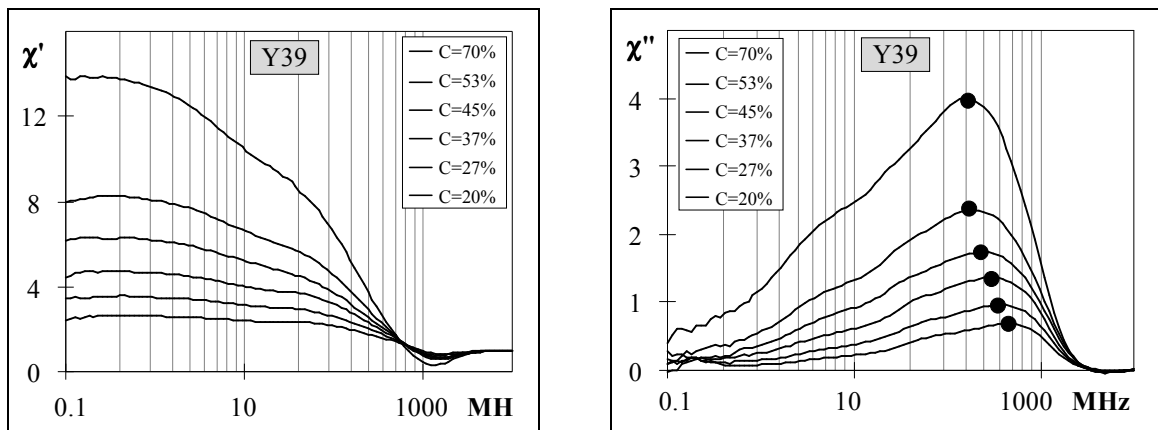 χ'
Y39
C=70%
C=53%
C=45%
C=37%
C=27%
C=20%
12
8
4
0
0.1
10
1000
MH
χ"
Y39
C=70%
C=53%
C=45%
C=37%
C=27%
C=20%
4
3
2
1
0
0.1
10
1000
MHz